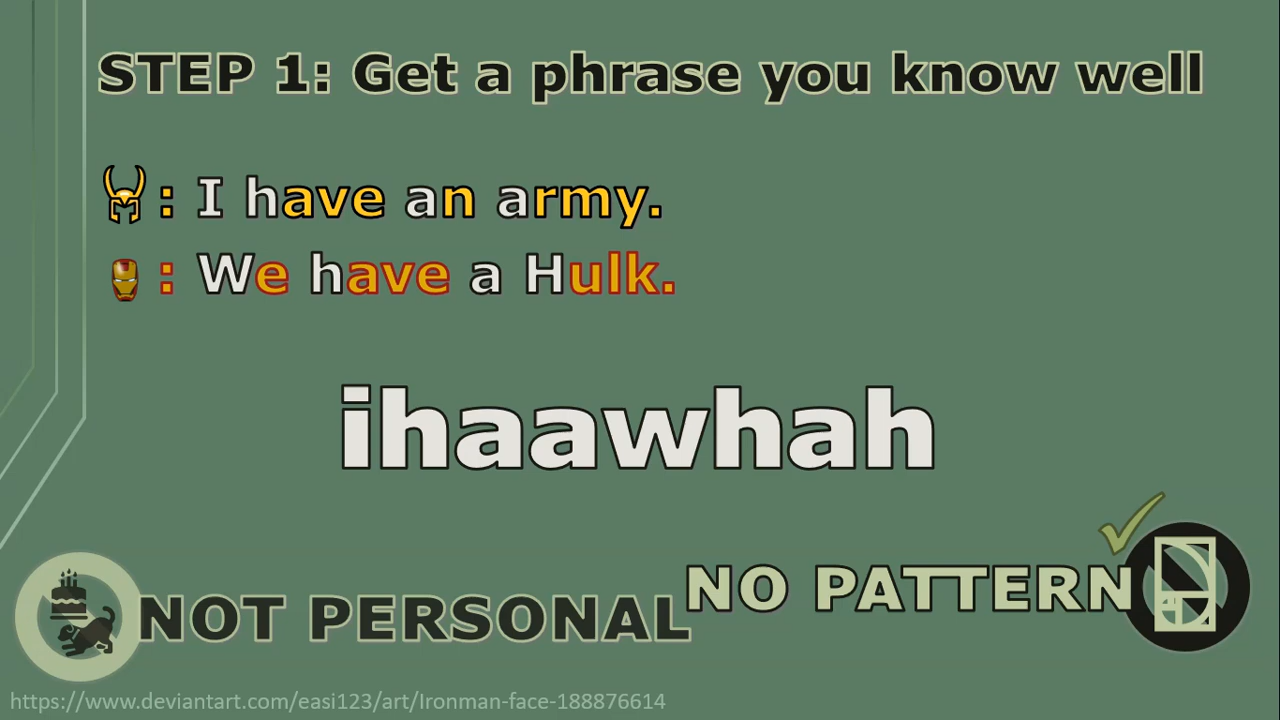 STEP 1: Get a phrase you know well
: I have an army.
: We have a Hulk.
ihaawhah
NO PATTERN
NOT PERSONAL
https://www.deviantart.com/easi123/art/Ironman-face-188876614